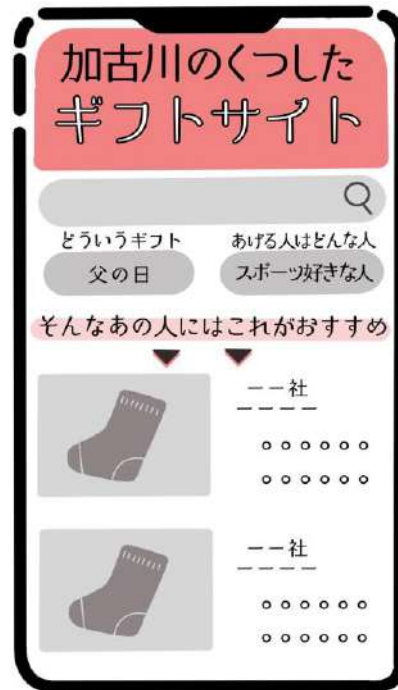 加古川のくつした
ギフトサイト
どういうギフト
あげる人はどんな人
父の日
スポーツ好きな人
そんなあの人にはこれがおすすめ
ーー社
ーーーー
。。。。。。
。。。。。。
ーー社
ーーーー
。。。。。。
。。。。。。